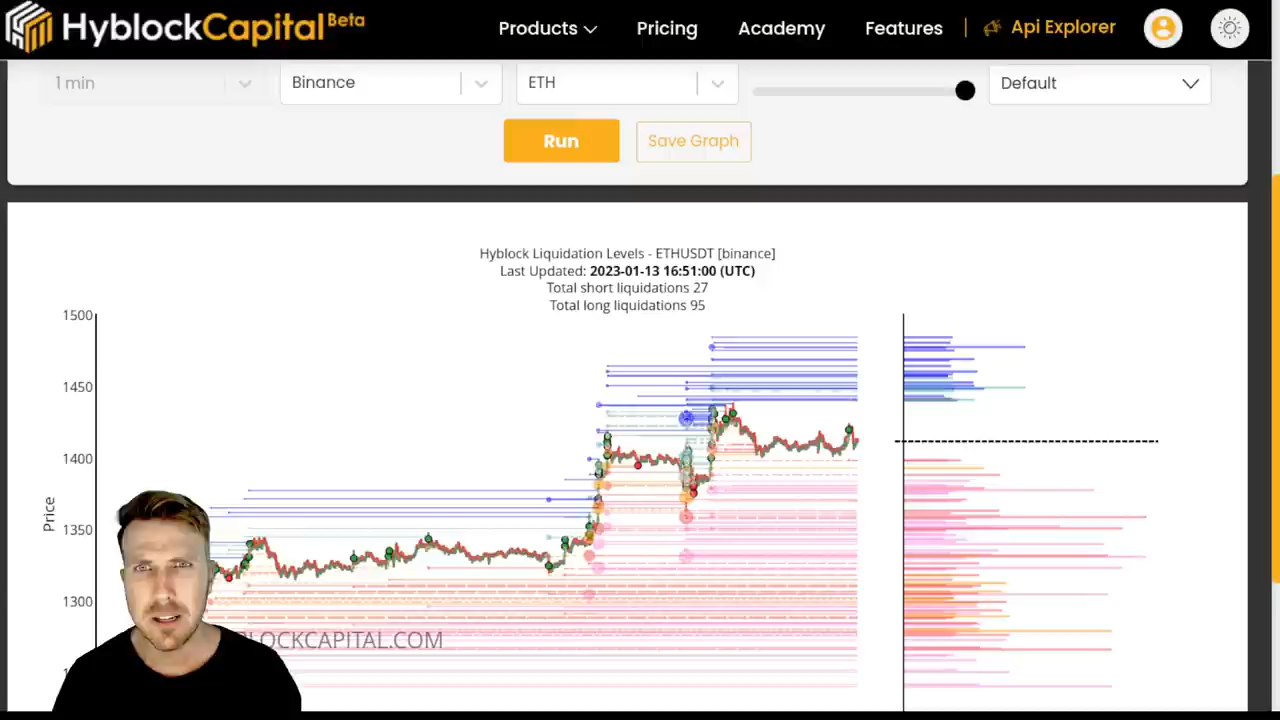 HyblockCapital Beta
Products Pricing Academy Features Api Explorer
1 min Binance ETH Default
Run Save Graph
Hyblock Liquidation Levels - ETHUSDT [binance]
Last Updated: 2023-01-13 16:51:00 (UTC)
Total short liquidations 27
Total long liquidations 95
1500
1450
1400
Price
1350
1300
LOCKCAPITAL.COM